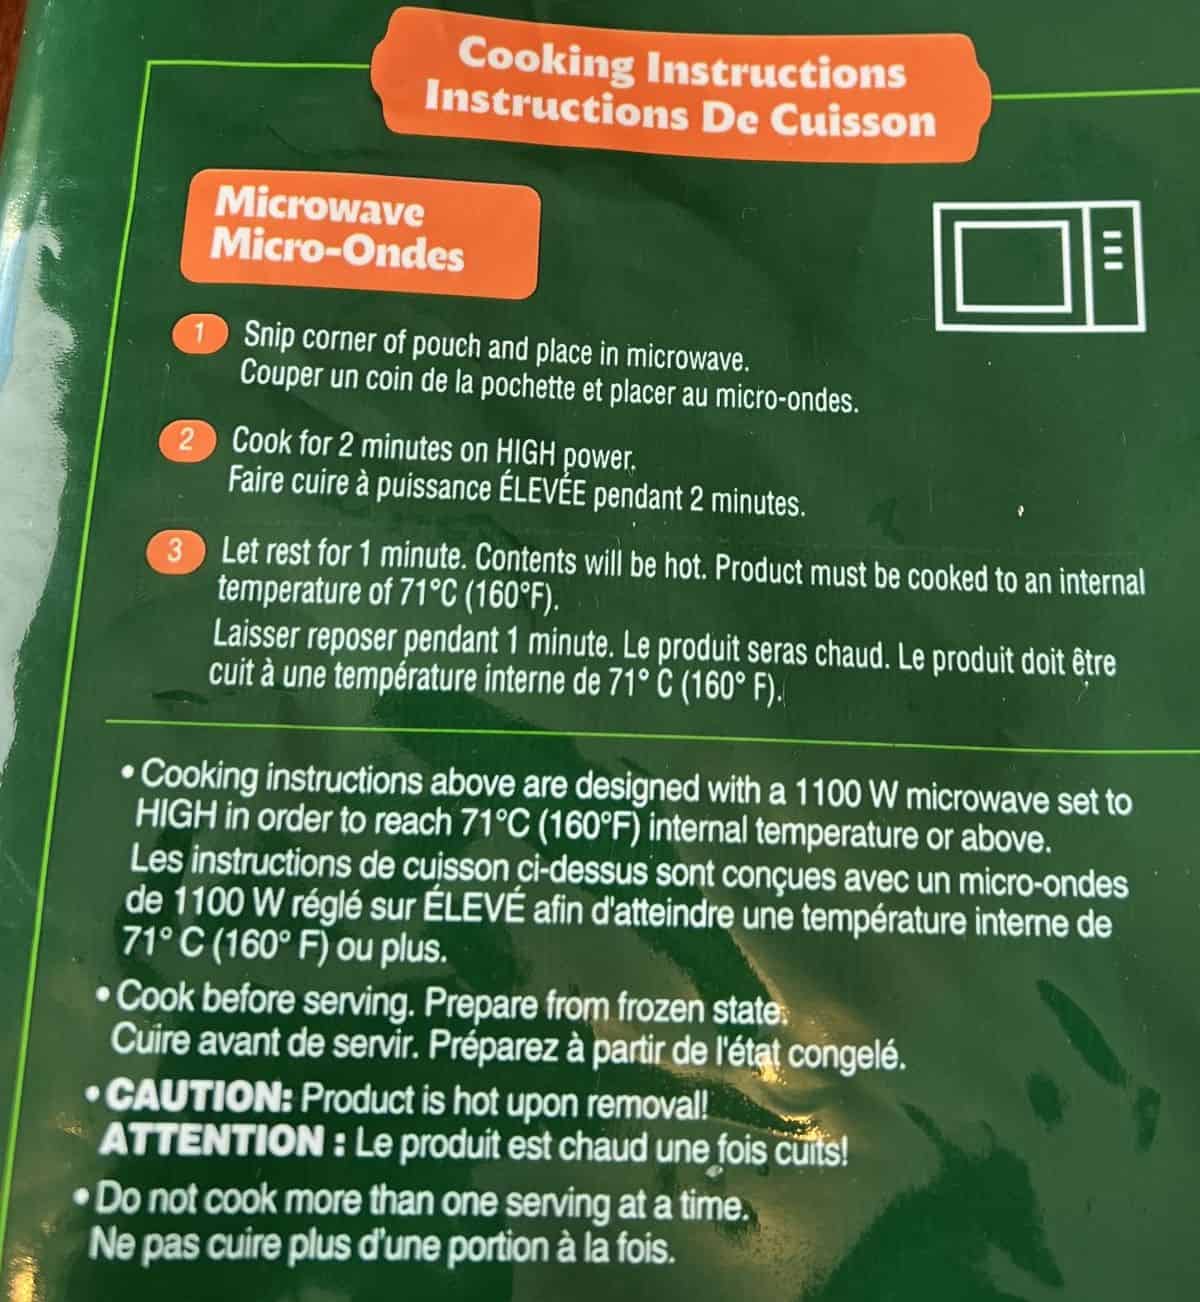 Cooking Instructions
Instructions De Cuisson
Microwave
Micro-Ondes
1 Snip corner of pouch and place in microwave.
Couper un coin de la pochette et placer au micro-ondes.
2 Cook for 2 minutes on HIGH power.
Faire cuire à puissance ÉLEVÉE pendant 2 minutes.
3 Let rest for 1 minute. Contents will be hot. Product must be cooked to an internal
temperature of 71°C (160°F).
Laisser reposer pendant 1 minute. Le produit seras chaud. Le produit doit être
cuit à une température interne de 71° C (160° F).
• Cooking instructions above are designed with a 1100 W microwave set to
HIGH in order to reach 71°C (160°F) internal temperature or above.
Les instructions de cuisson ci-dessus sont conçues avec un micro-ondes
de 1100 W réglé sur ÉLEVÉ afin d'atteindre une température interne de
71° C (160° F) ou plus.
• Cook before serving. Prepare from frozen state.
Cuire avant de servir. Préparez à partir de l'état congelé.
• CAUTION: Product is hot upon removal!
ATTENTION : Le produit est chaud une fois cuits!
• Do not cook more than one serving at a time.
Ne pas cuire plus d'une portion à la fois.